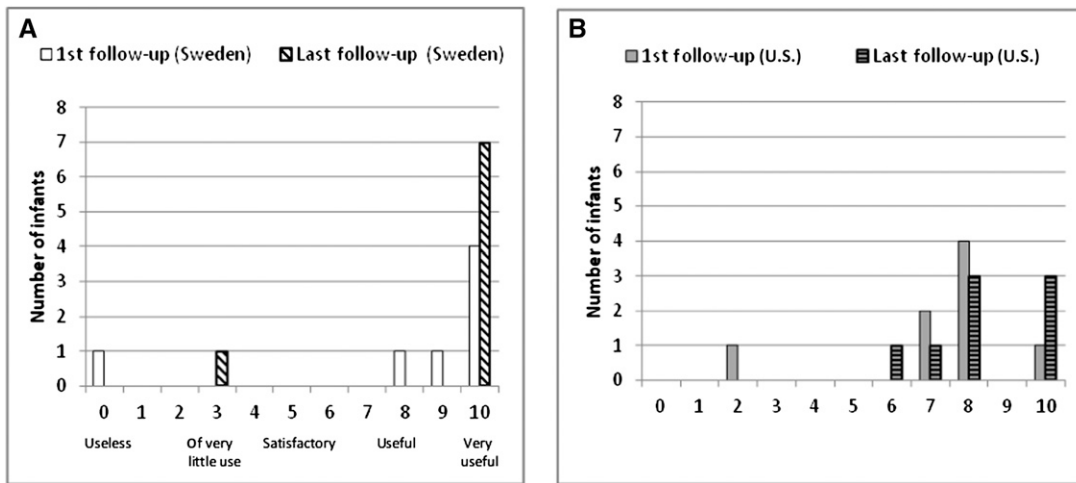 A
1st follow-up (Sweden) Last follow-up (Sweden)
Number of infants
8
7
6
5
4
3
2
1
0
0 1 2 3 4 5 6 7 8 9 10
Useless Of very little use Satisfactory Useful Very useful
B
1st follow-up (U.S.) Last follow-up (U.S.)
Number of infants
8
7
6
5
4
3
2
1
0
0 1 2 3 4 5 6 7 8 9 10